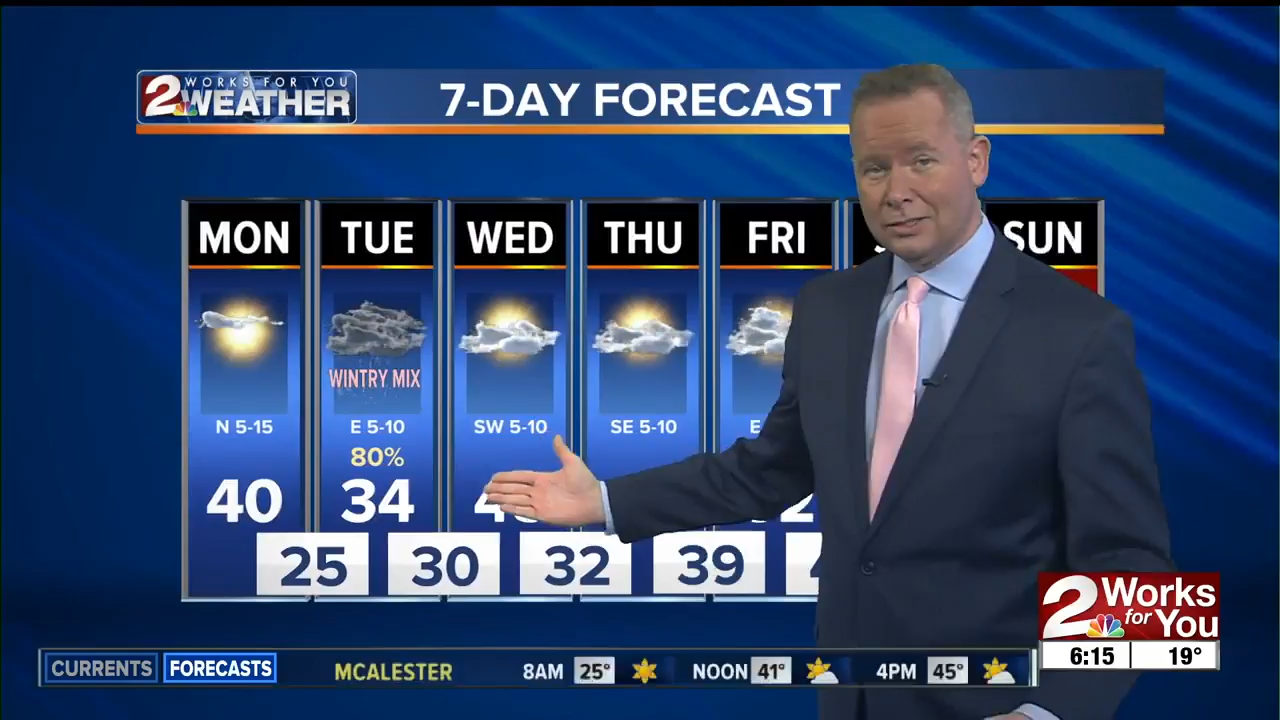 2 WORKS FOR YOU
WEATHER
7-DAY FORECAST
MON TUE WED THU FRI SUN
WINTRY MIX
N 5-15 E 5-10 SW 5-10 SE 5-10 E
80%
40 34
25 30 32 39
2 Works for You
6:15 19°
CURRENTS FORECASTS MCALESTER 8AM 25° NOON 41° 4PM 45°